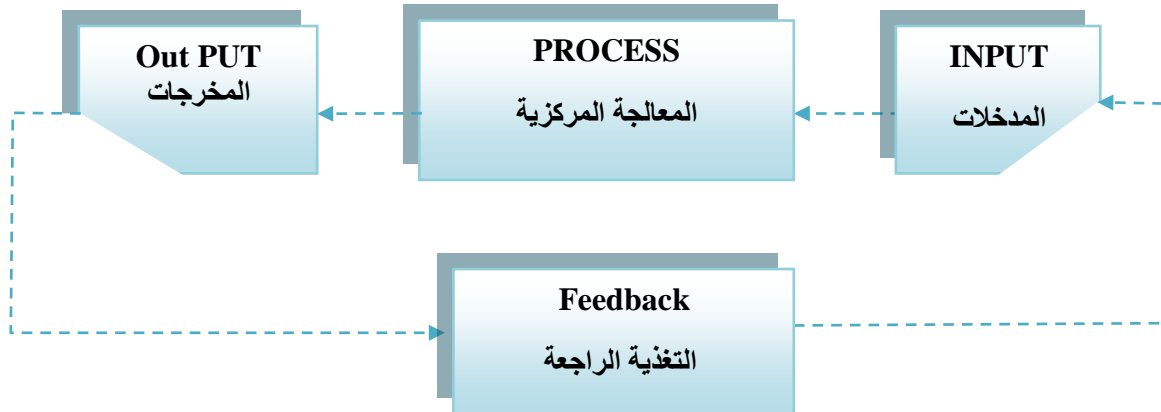 INPUT
المدخلات
PROCESS
المعالجة المركزية
Out PUT
المخرجات
Feedback
التغذية الراجعة